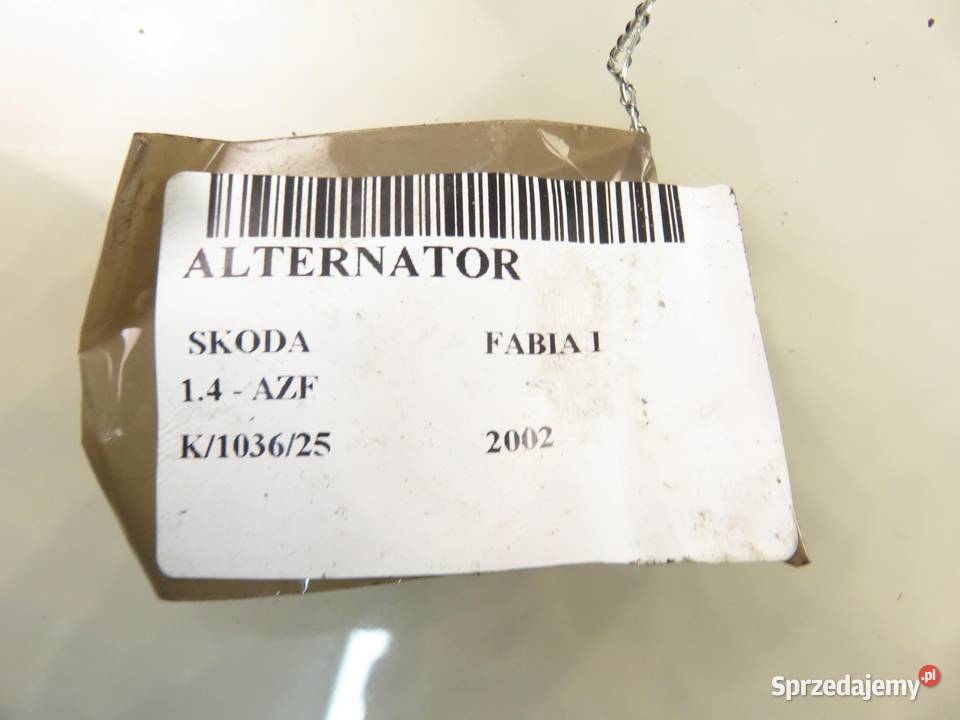 ALTERNATOR
SKODA FABIA I
1.4 - AZF
K/1036/25 2002
Sprzedajemy.pl